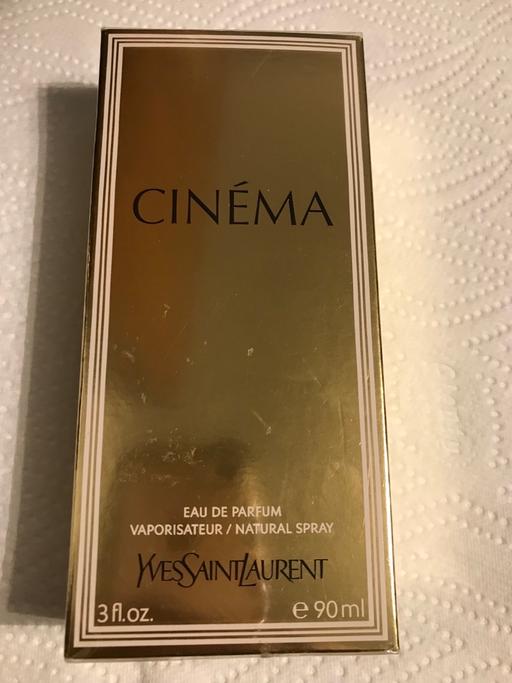 CINÉMA
EAU DE PARFUM
VAPORISATEUR / NATURAL SPRAY
YVESSAINTLAURENT
3 fl.oz. e 90 ml